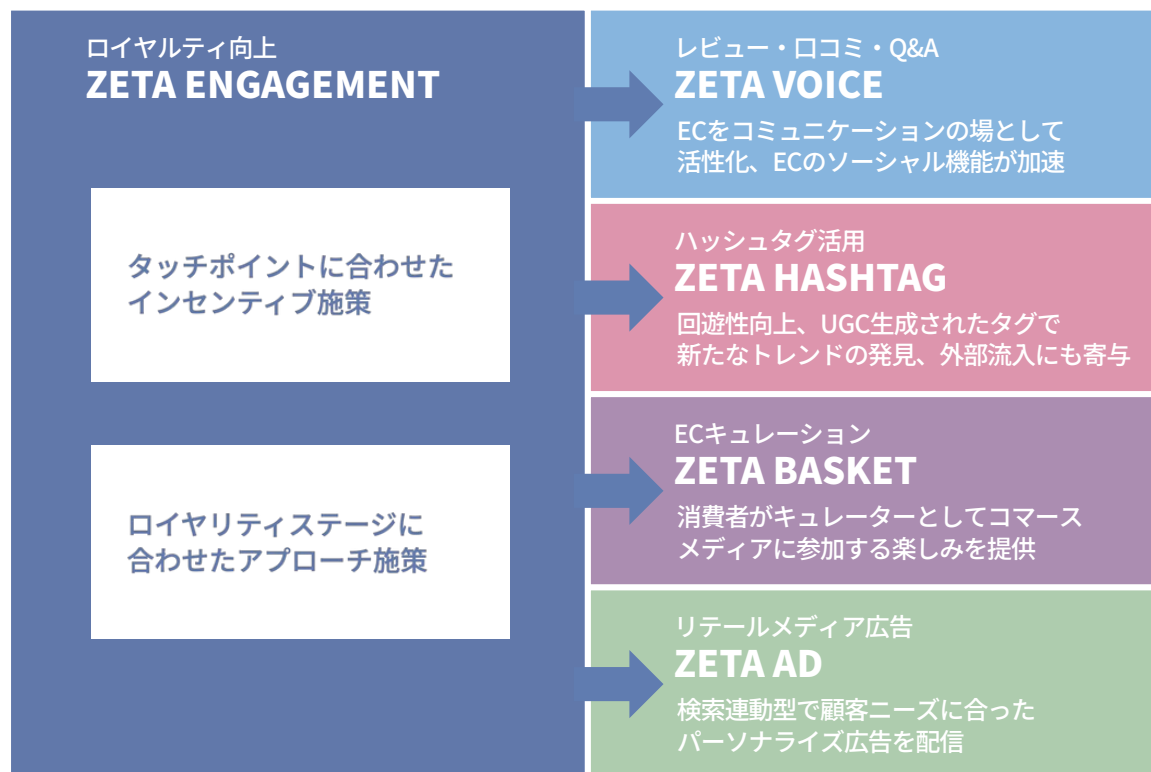 ロイヤルティ向上
ZETA ENGAGEMENT
タッチポイントに合わせた
インセンティブ施策
ロイヤリティステージに
合わせたアプローチ施策
レビュー・口コミ・Q&A
ZETA VOICE
ECをコミュニケーションの場として
活性化、ECのソーシャル機能が加速
ハッシュタグ活用
ZETA HASHTAG
回遊性向上、UGC生成されたタグで
新たなトレンドの発見、外部流入にも寄与
ECキュレーション
ZETA BASKET
消費者がキュレーターとしてコマース
メディアに参加する楽しみを提供
リテールメディア広告
ZETA AD
検索連動型で顧客ニーズに合った
パーソナライズ広告を配信